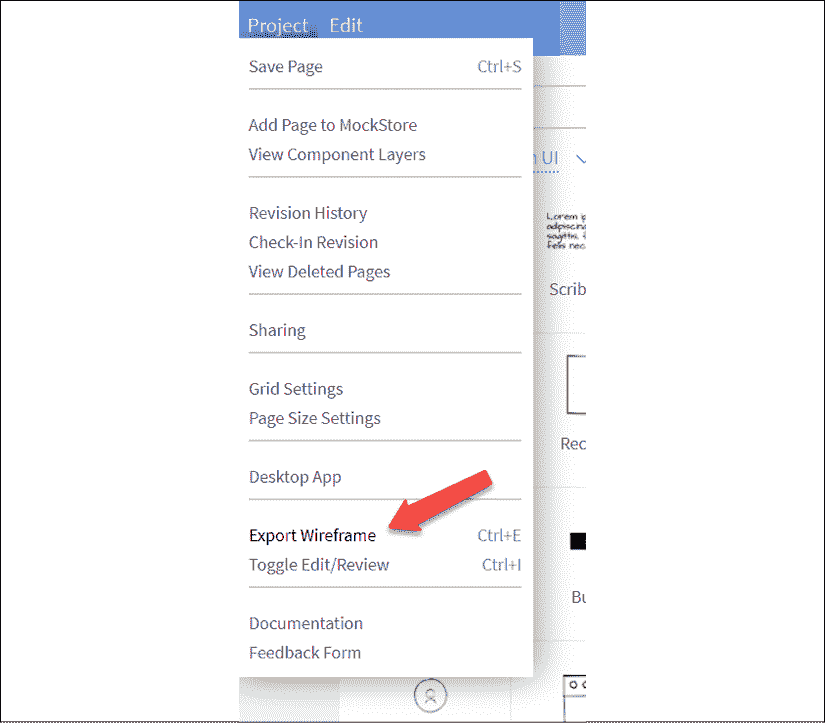 Project Edit
Save Page Ctrl+S
Add Page to MockStore
View Component Layers
UI
Revision History
Lorem
Check-In Revision
View Deleted Pages
Scrib
Sharing
Grid Settings
Page Size Settings
Rec
Desktop App
Export Wireframe Ctrl+E
Toggle Edit/Review Ctrl+I
Bu
Documentation
Feedback Form